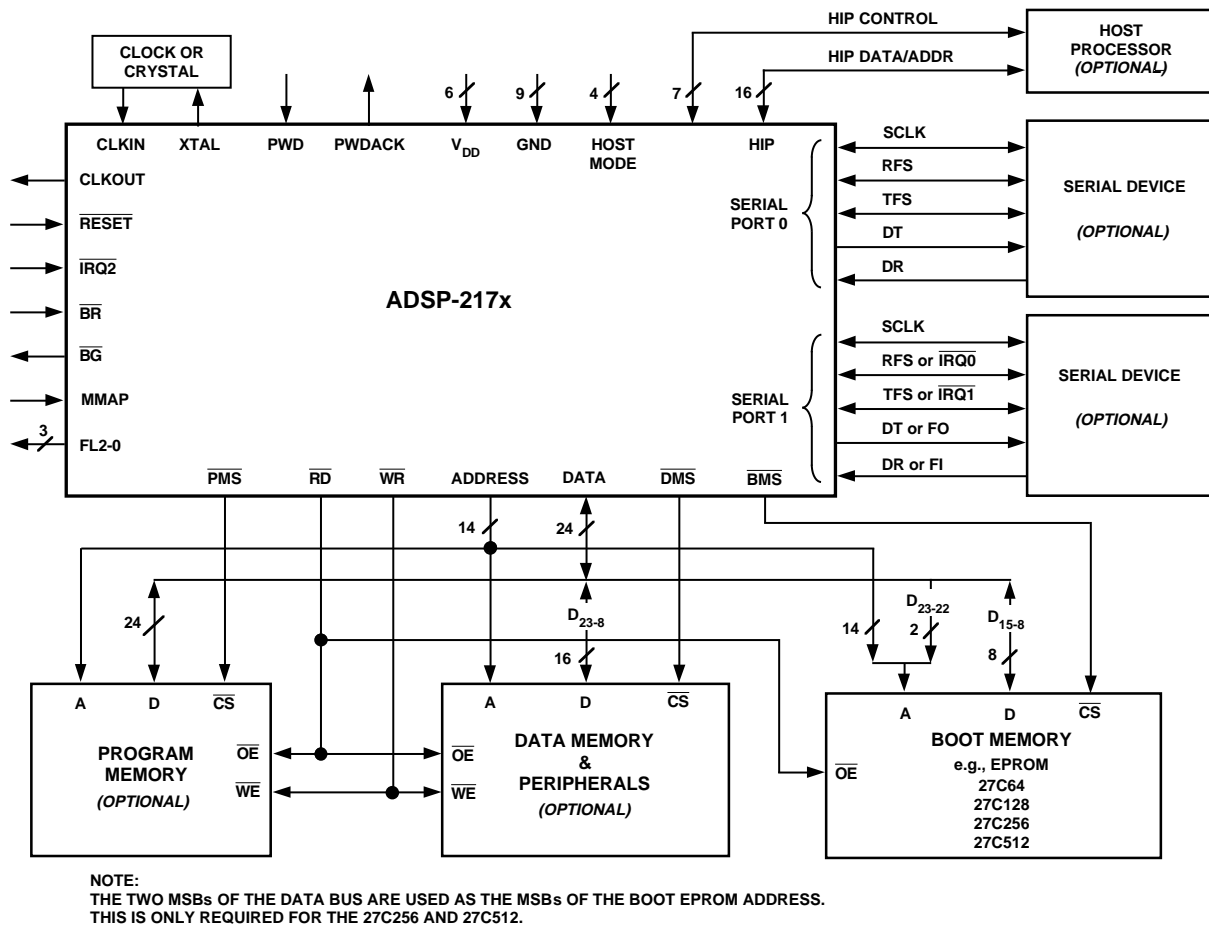 HIP CONTROL
HOST
PROCESSOR
(OPTIONAL)
CLOCK OR
CRYSTAL
HIP DATA/ADDR
6
9
4
7
16
CLKIN
XTAL
PWD
PWDACK
VDD
GND
HOST
MODE
HIP
CLKOUT
RESET
IRQ2
BR
BG
MMAP
3
FL2-0
ADSP-217x
SERIAL
PORT 0
SCLK
RFS
TFS
DT
DR
SERIAL DEVICE
(OPTIONAL)
SERIAL
PORT 1
SCLK
RFS or IRQ0
TFS or IRQ1
DT or FO
DR or FI
SERIAL DEVICE
(OPTIONAL)
PMS
RD
WR
ADDRESS
DATA
DMS
BMS
14
24
24
D23-8
16
14
D23-22
2
D15-8
8
A
D
CS
PROGRAM
MEMORY
(OPTIONAL)
OE
WE
A
D
CS
OE
WE
DATA MEMORY
&
PERIPHERALS
(OPTIONAL)
A
D
CS
OE
BOOT MEMORY
e.g., EPROM
27C64
27C128
27C256
27C512
NOTE:
THE TWO MSBs OF THE DATA BUS ARE USED AS THE MSBs OF THE BOOT EPROM ADDRESS.
THIS IS ONLY REQUIRED FOR THE 27C256 AND 27C512.